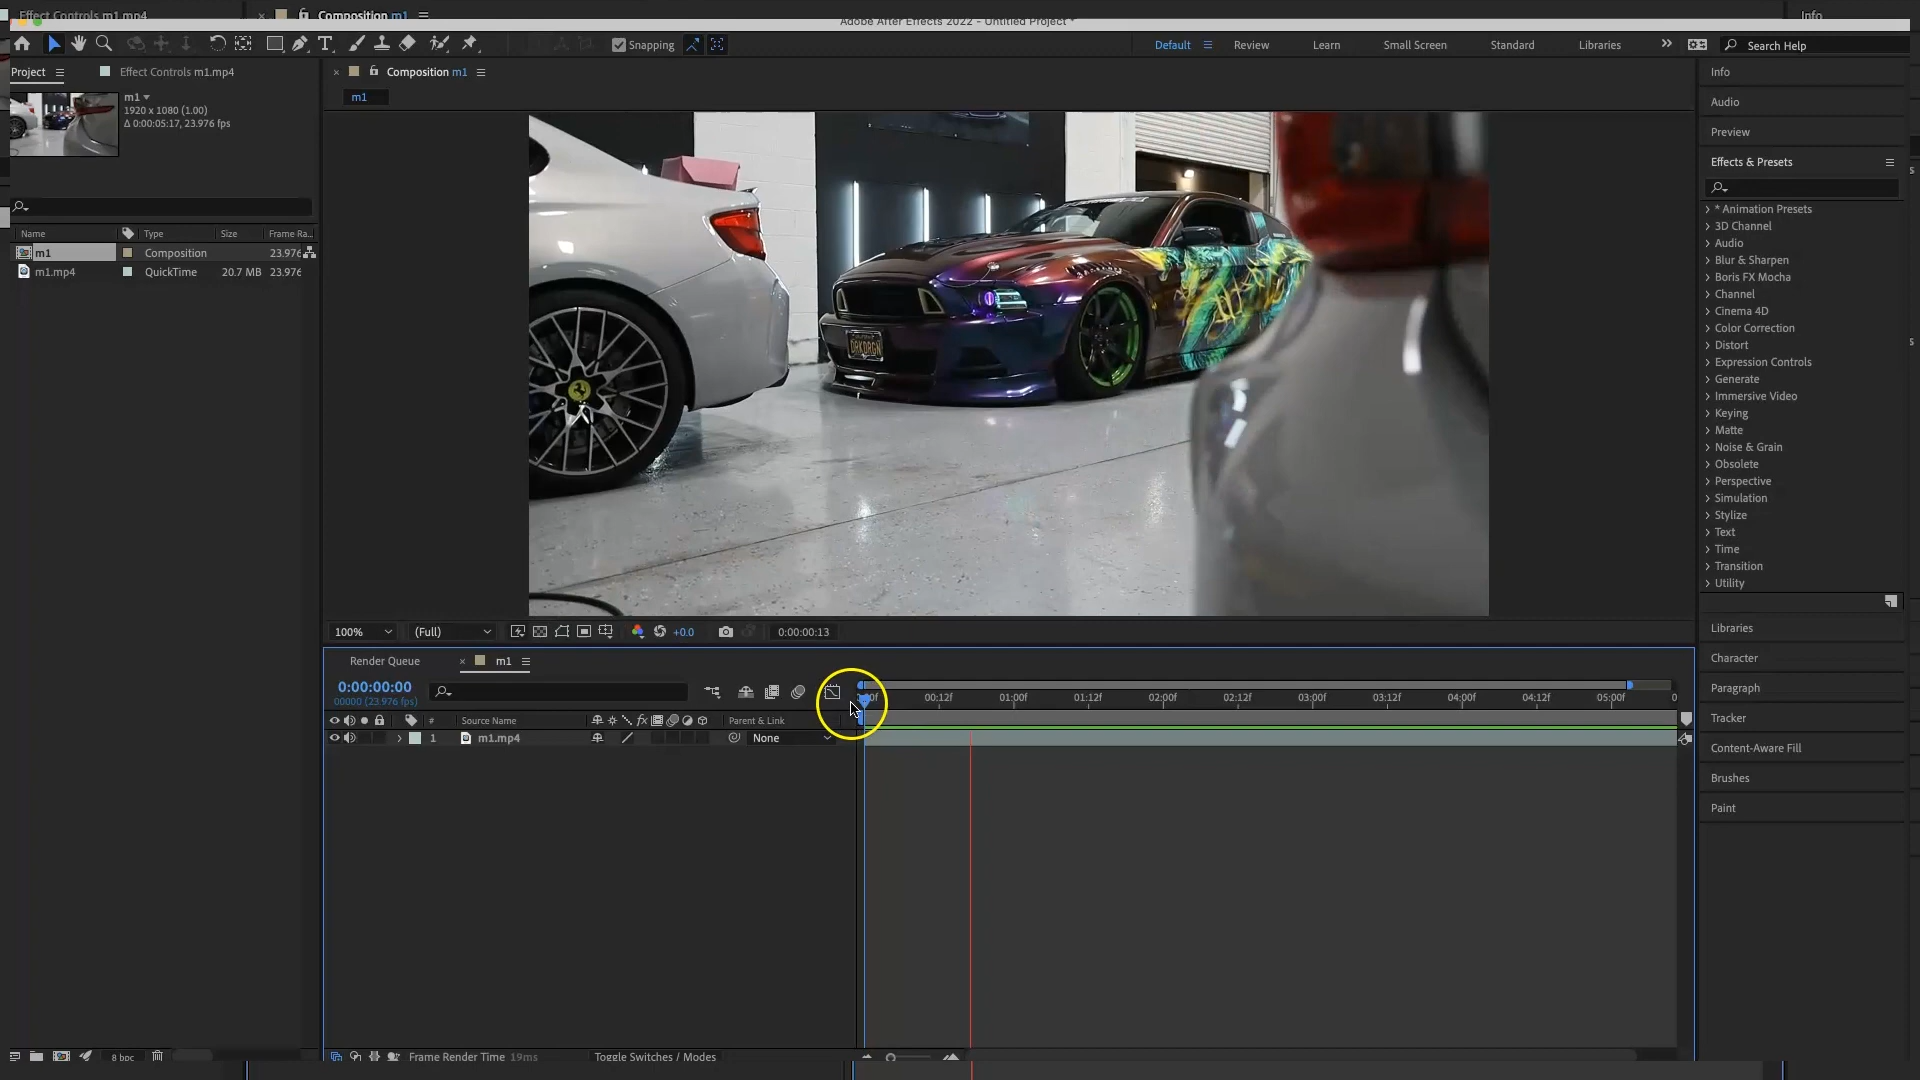 Effect Controls m1.mp4
Composition m1
Info
Adobe After Effects 2022 - Untitled Project *
Snapping
Default
Review
Learn
Small Screen
Standard
Libraries
Search Help
Project
Effect Controls m1.mp4
Composition m1
m1
m1
1920 x 1080 (1.00)
Δ 0:00:05:17, 23.976 fps
Name
Type
Size
Frame Ra...
m1
Composition
23.976
m1.mp4
QuickTime
20.7 MB
23.976
DRKDRGN
Info
Audio
Preview
Effects & Presets
* Animation Presets
3D Channel
Audio
Blur & Sharpen
Boris FX Mocha
Channel
Cinema 4D
Color Correction
Distort
Expression Controls
Generate
Immersive Video
Keying
Matte
Noise & Grain
Obsolete
Perspective
Simulation
Stylize
Text
Time
Transition
Utility
Libraries
Character
Paragraph
Tracker
Content-Aware Fill
Brushes
Paint
100%
(Full)
+0.0
0:00:00:13
Render Queue
m1
0:00:00:00
00000 (23.976 fps)
00:12f
01:00f
01:12f
02:00f
02:12f
03:00f
03:12f
04:00f
04:12f
05:00f
#
Source Name
fx
Parent & Link
1
m1.mp4
None
8 bpc
Frame Render Time 19ms
Toggle Switches / Modes